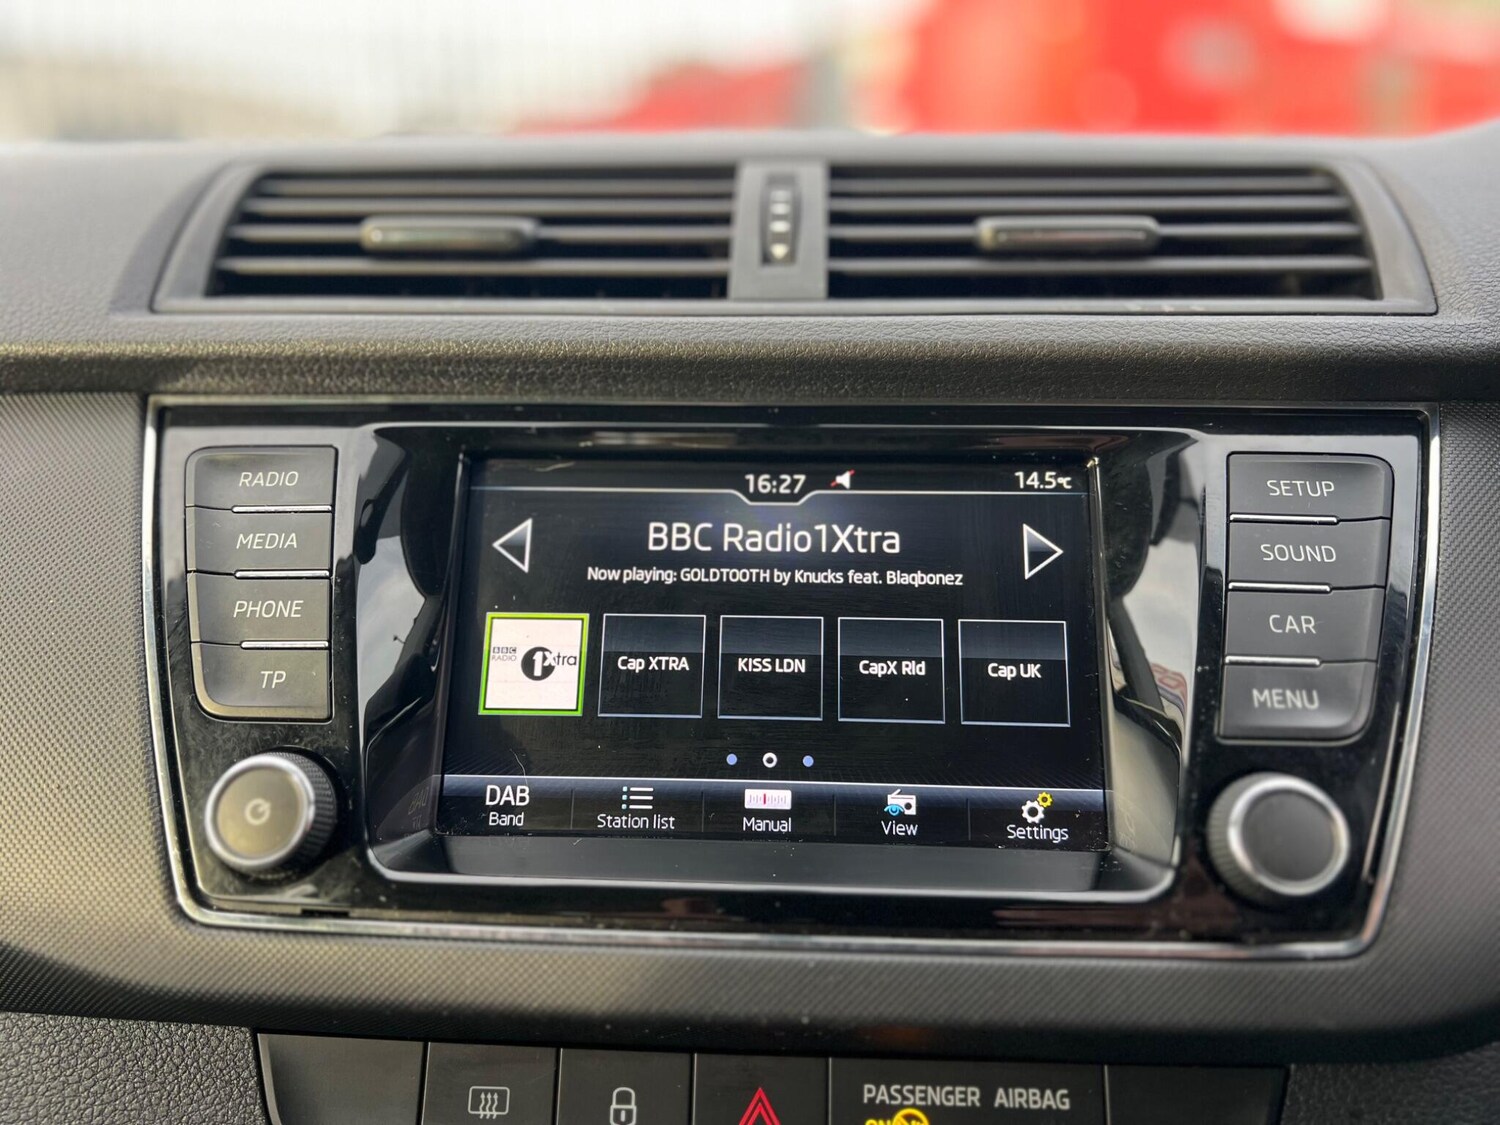 RADIO
MEDIA
PHONE
TP
16:27
14.5°C
BBC Radio1Xtra
Now playing: GOLDTOOTH by Knucks feat. Blaqbonez
BBC
RADIO
1Xtra
Cap XTRA
KISS LDN
CapX Rld
Cap UK
DAB
Band
Station list
Manual
View
Settings
SETUP
SOUND
CAR
MENU
PASSENGER AIRBAG